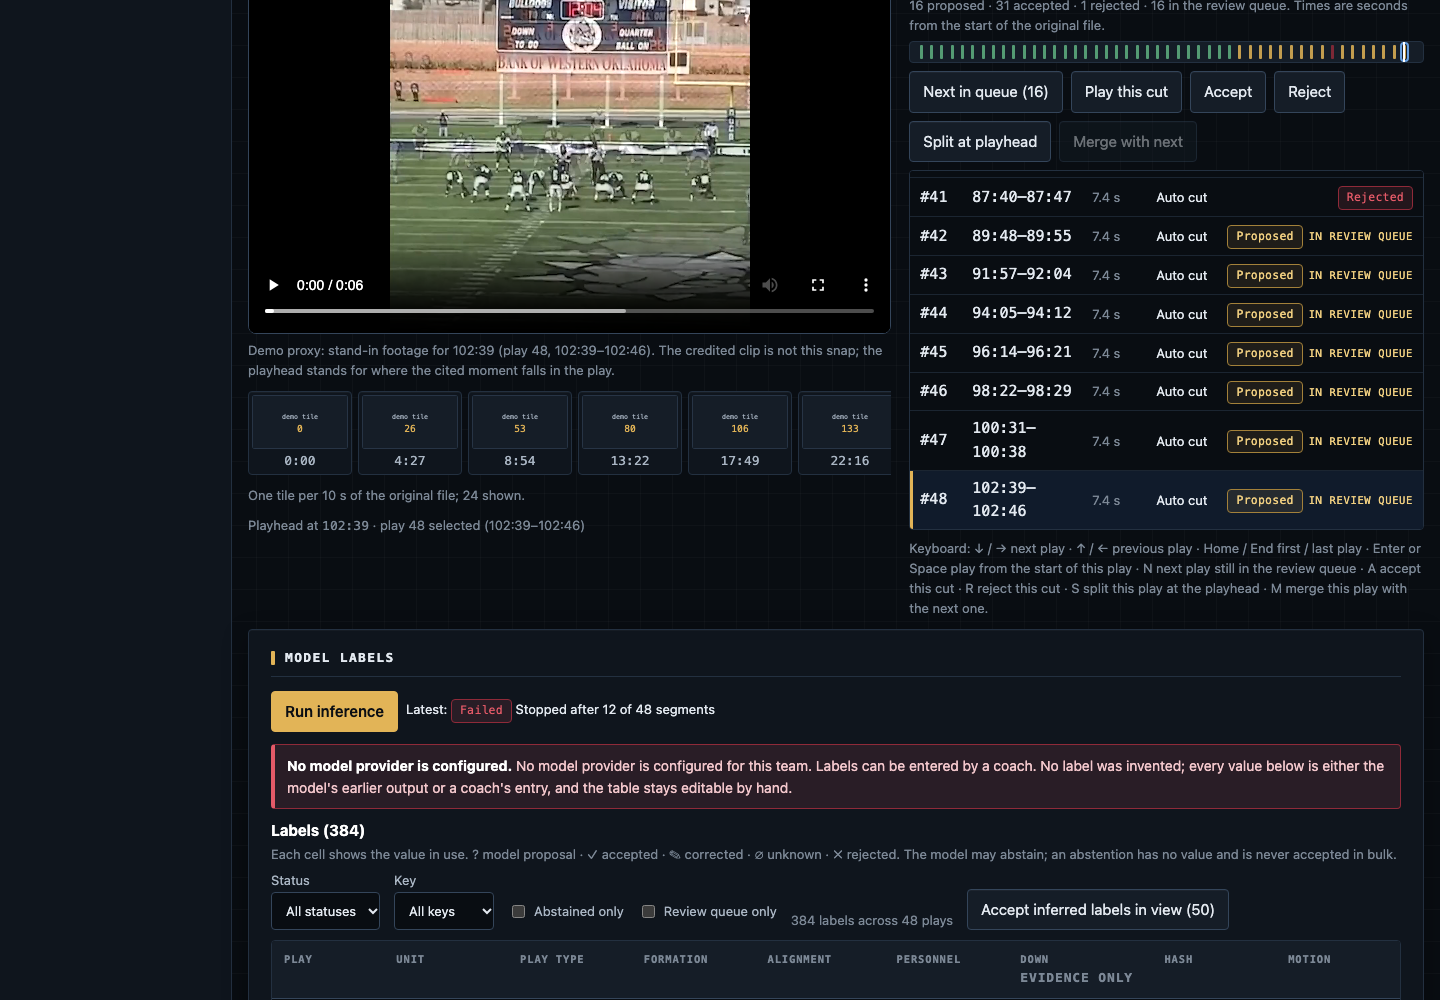 BULLDOGS
VISITOR
12:04
DOWN
QUARTER
TO GO
BALL ON
BANK OF WESTERN OKLAHOMA
0:00 / 0:06
Demo proxy: stand-in footage for 102:39 (play 48, 102:39–102:46). The credited clip is not this snap; the
playhead stands for where the cited moment falls in the play.
demo tile demo tile demo tile demo tile demo tile demo tile
0 26 53 80 106 133
0:00 4:27 8:54 13:22 17:49 22:16
One tile per 10 s of the original file; 24 shown.
Playhead at 102:39 · play 48 selected (102:39–102:46)
16 proposed · 31 accepted · 1 rejected · 16 in the review queue. Times are seconds
from the start of the original file.
Next in queue (16) Play this cut Accept Reject
Split at playhead Merge with next
#41 87:40–87:47 7.4 s Auto cut Rejected
#42 89:48–89:55 7.4 s Auto cut Proposed IN REVIEW QUEUE
#43 91:57–92:04 7.4 s Auto cut Proposed IN REVIEW QUEUE
#44 94:05–94:12 7.4 s Auto cut Proposed IN REVIEW QUEUE
#45 96:14–96:21 7.4 s Auto cut Proposed IN REVIEW QUEUE
#46 98:22–98:29 7.4 s Auto cut Proposed IN REVIEW QUEUE
#47 100:31–100:38 7.4 s Auto cut Proposed IN REVIEW QUEUE
#48 102:39–102:46 7.4 s Auto cut Proposed IN REVIEW QUEUE
Keyboard: ↓ / → next play · ↑ / ← previous play · Home / End first / last play · Enter or
Space play from the start of this play · N next play still in the review queue · A accept
this cut · R reject this cut · S split this play at the playhead · M merge this play with
the next one.
MODEL LABELS
Run inference Latest: Failed Stopped after 12 of 48 segments
No model provider is configured. No model provider is configured for this team. Labels can be entered by a coach. No label was invented; every value below is either the
model's earlier output or a coach's entry, and the table stays editable by hand.
Labels (384)
Each cell shows the value in use. ? model proposal · ✓ accepted · ✎ corrected · ∅ unknown · ✕ rejected. The model may abstain; an abstention has no value and is never accepted in bulk.
Status Key
All statuses All keys Abstained only Review queue only 384 labels across 48 plays Accept inferred labels in view (50)
PLAY UNIT PLAY TYPE FORMATION ALIGNMENT PERSONNEL DOWN HASH MOTION
EVIDENCE ONLY